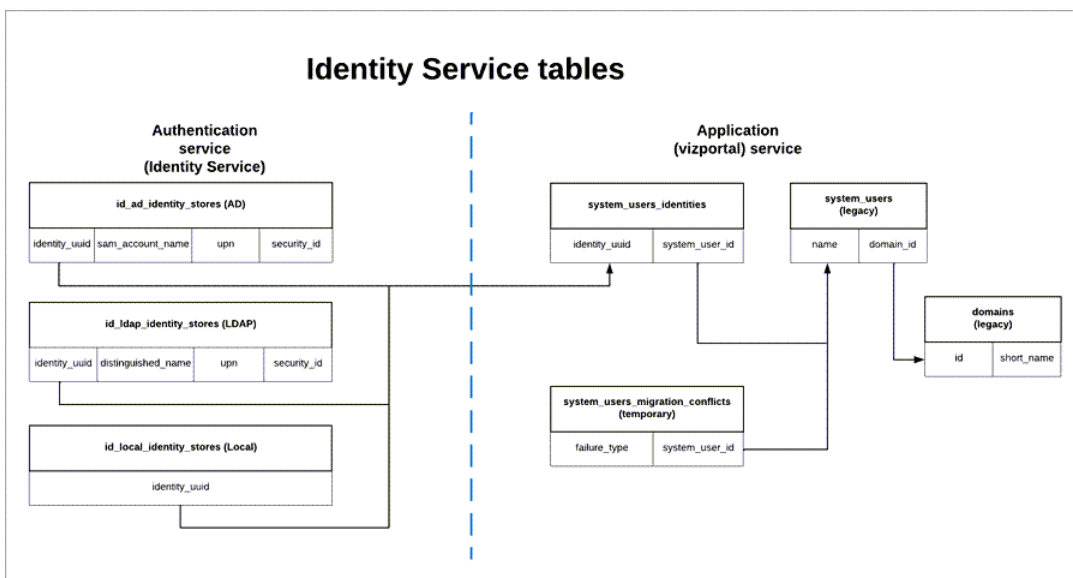 Identity Service tables
Authentication
service
(Identity Service)
id_ad_identity_stores (AD)
identity_uuid sam_account_name upn security_id
id_ldap_identity_stores (LDAP)
identity_uuid distinguished_name upn security_id
id_local_identity_stores (Local)
identity_uuid
Application
(vizportal) service
system_users_identities
identity_uuid system_user_id
system_users
(legacy)
name domain_id
domains
(legacy)
id short_name
system_users_migration_conflicts
(temporary)
failure_type system_user_id